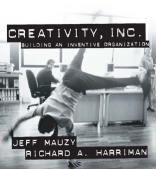 CREATIVITY, INC.
BUILDING AN INVENTIVE ORGANIZATION
JEFF MAUZY
RICHARD A. HARRIMAN